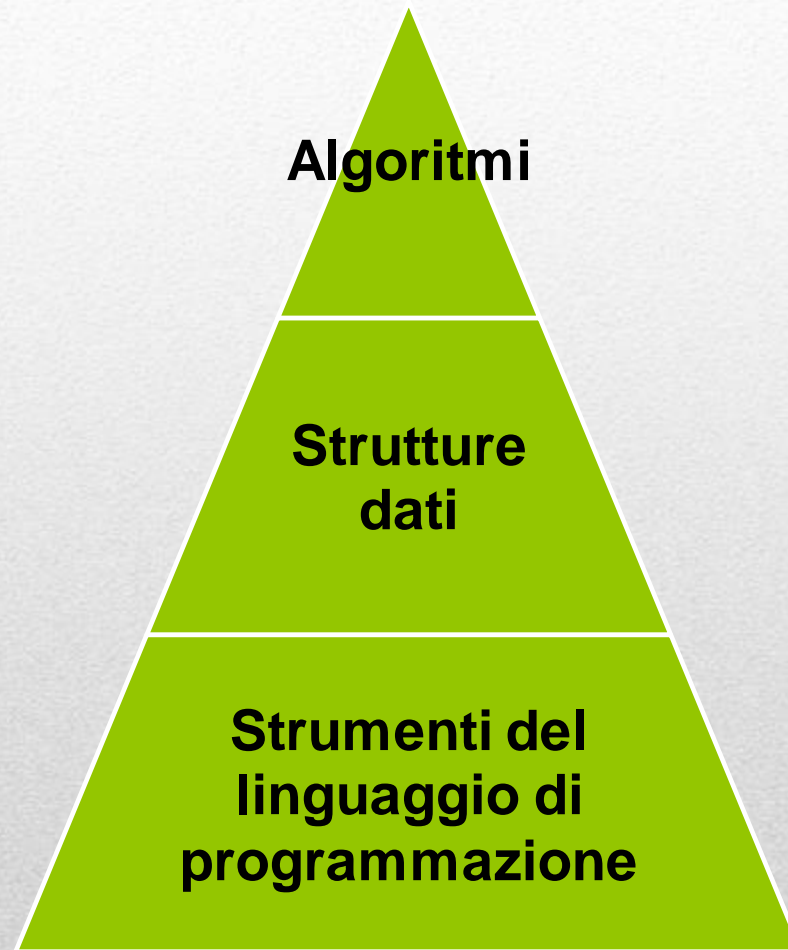 Algoritmi
Strutture
dati
Strumenti del
linguaggio di
programmazione